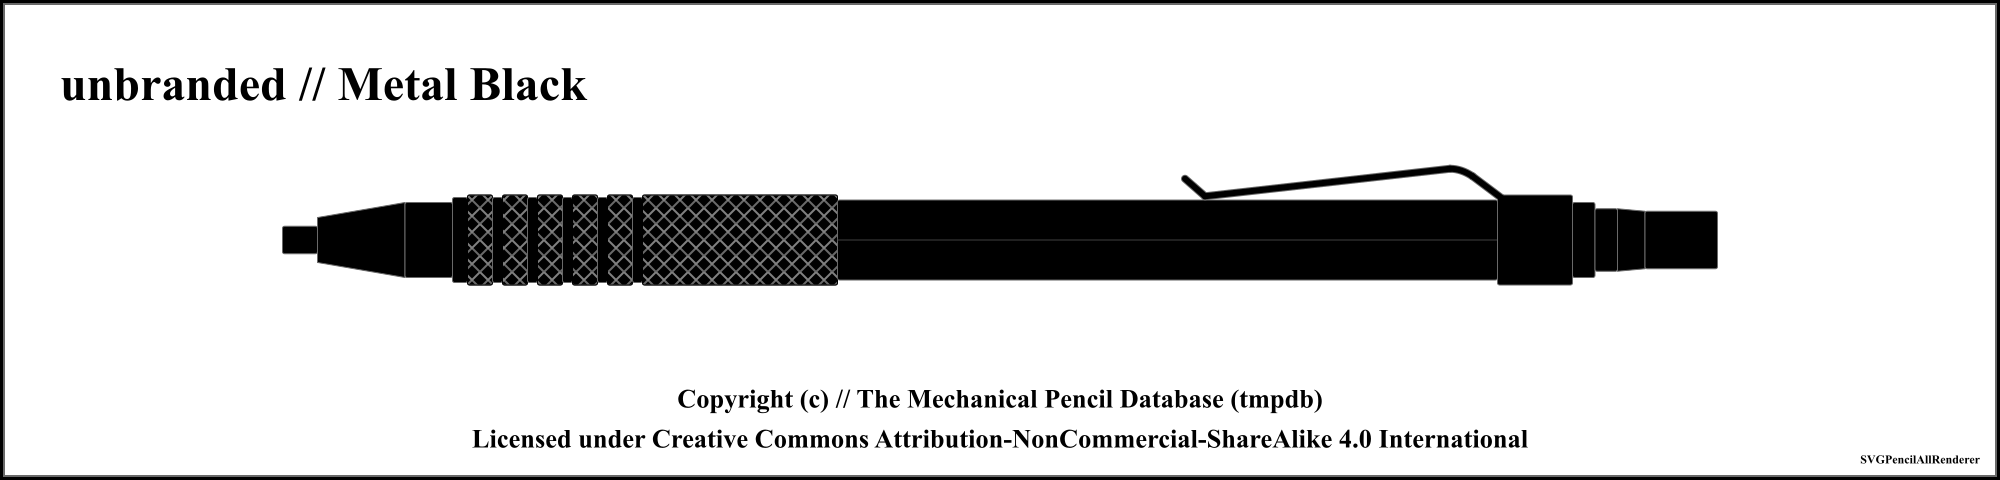 unbranded // Metal Black
Copyright (c) // The Mechanical Pencil Database (tmpdb)
Licensed under Creative Commons Attribution-NonCommercial-ShareAlike 4.0 International
SVGPencilAllRenderer